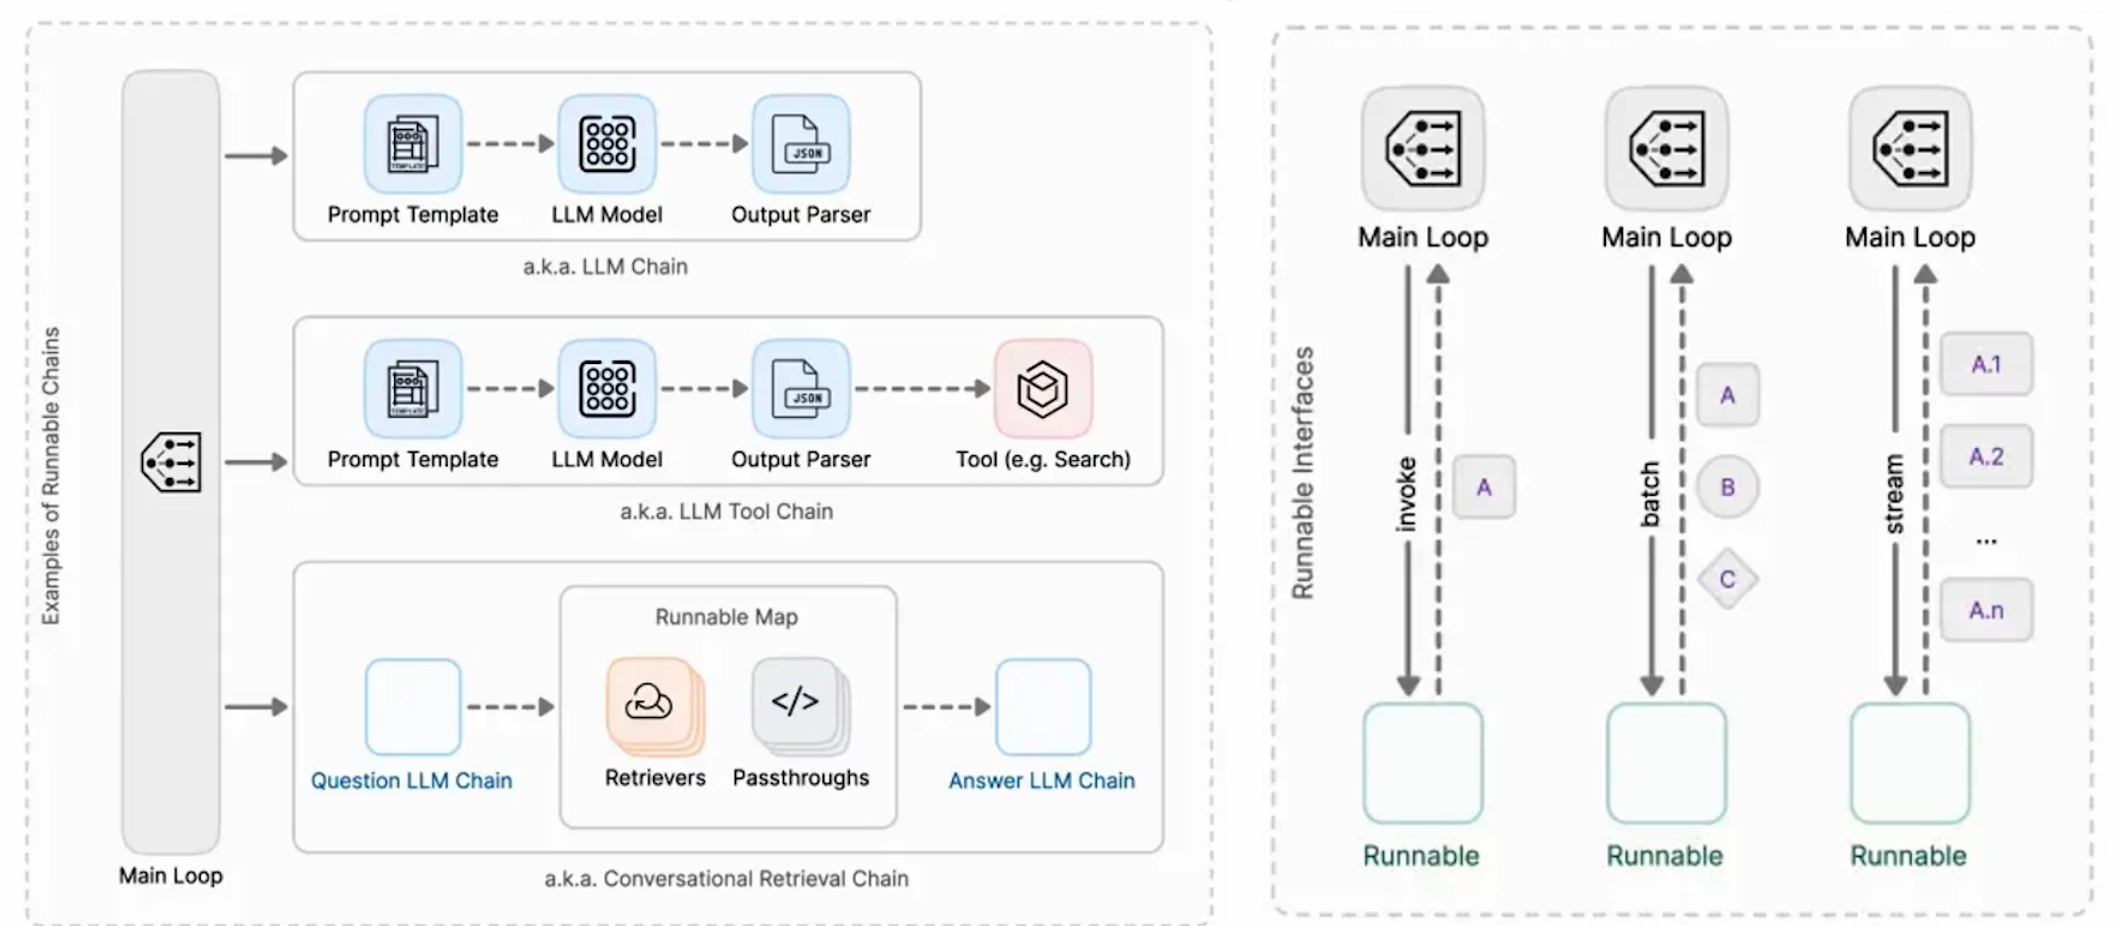 Examples of Runnable Chains
Prompt Template
LLM Model
JSON
Output Parser
a.k.a. LLM Chain
Prompt Template
LLM Model
JSON
Output Parser
Tool (e.g. Search)
a.k.a. LLM Tool Chain
Runnable Map
</>
Retrievers
Passthroughs
Question LLM Chain
Answer LLM Chain
a.k.a. Conversational Retrieval Chain
Main Loop
Runnable Interfaces
Main Loop
invoke
A
Runnable
Main Loop
batch
A
B
C
Runnable
Main Loop
stream
A.1
A.2
...
A.n
Runnable